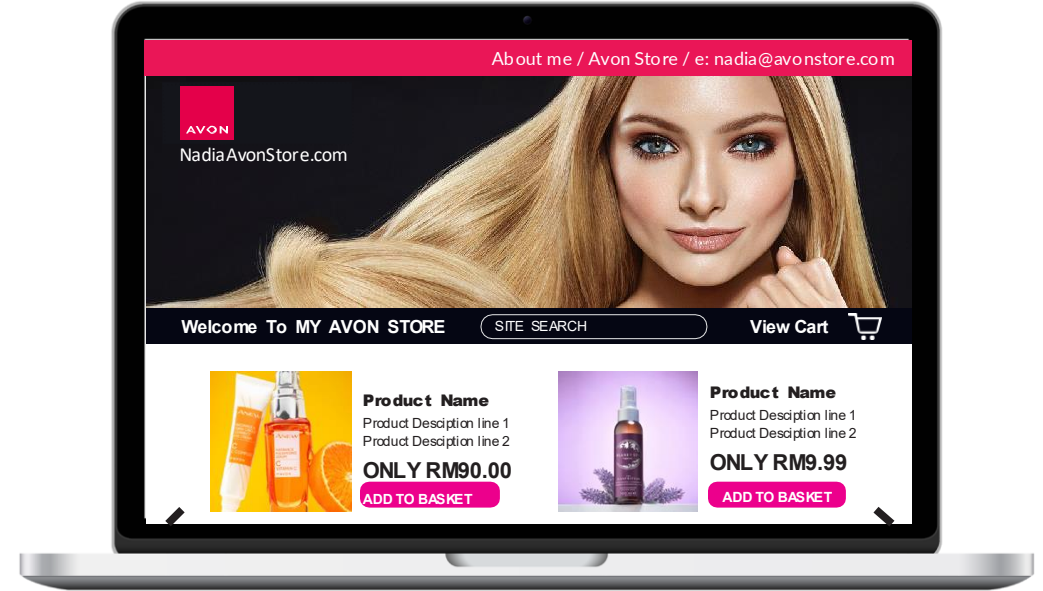 About me / Avon Store / e: nadia@avonstore.com
AVON
NadiaAvonStore.com
Welcome To MY AVON STORE
SITE SEARCH
View Cart
Product Name
Product Desciption line 1
Product Desciption line 2
ONLY RM90.00
ADD TO BASKET
Product Name
Product Desciption line 1
Product Desciption line 2
ONLY RM9.99
ADD TO BASKET